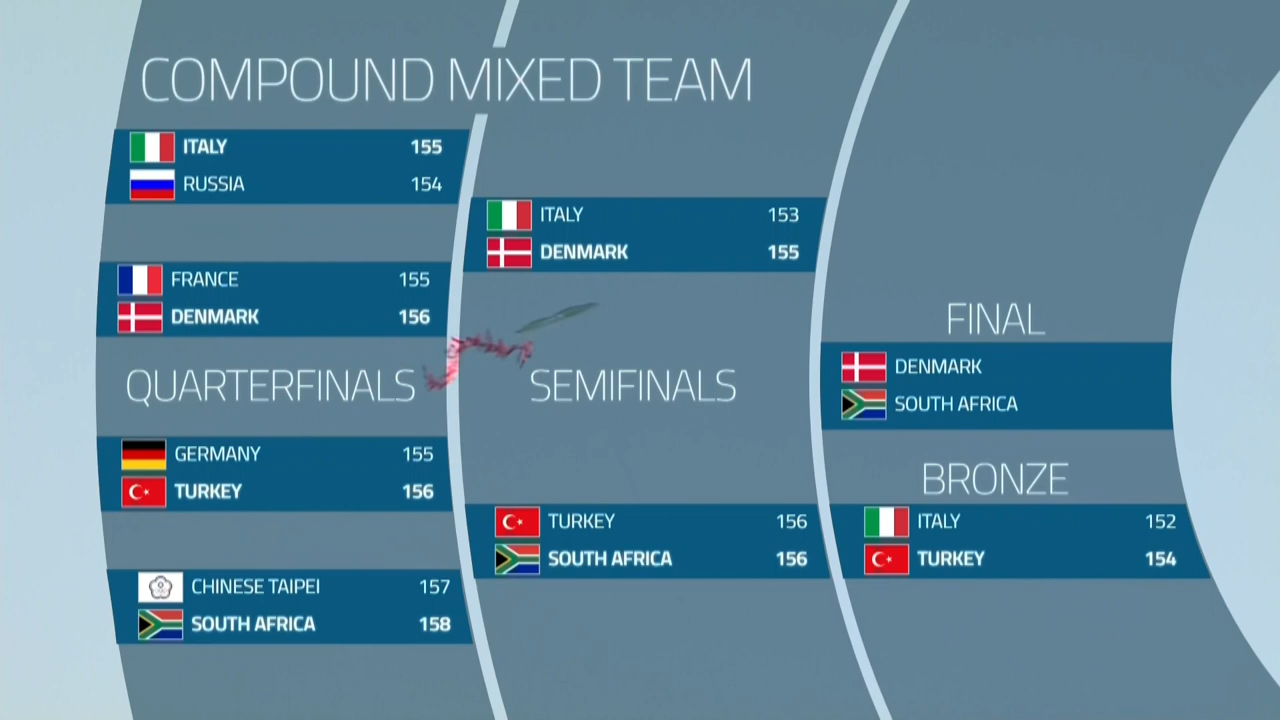 COMPOUND MIXED TEAM
ITALY 155
RUSSIA 154
FRANCE 155
DENMARK 156
QUARTERFINALS
GERMANY 155
TURKEY 156
CHINESE TAIPEI 157
SOUTH AFRICA 158
ITALY 153
DENMARK 155
SEMIFINALS
TURKEY 156
SOUTH AFRICA 156
FINAL
DENMARK
SOUTH AFRICA
BRONZE
ITALY 152
TURKEY 154